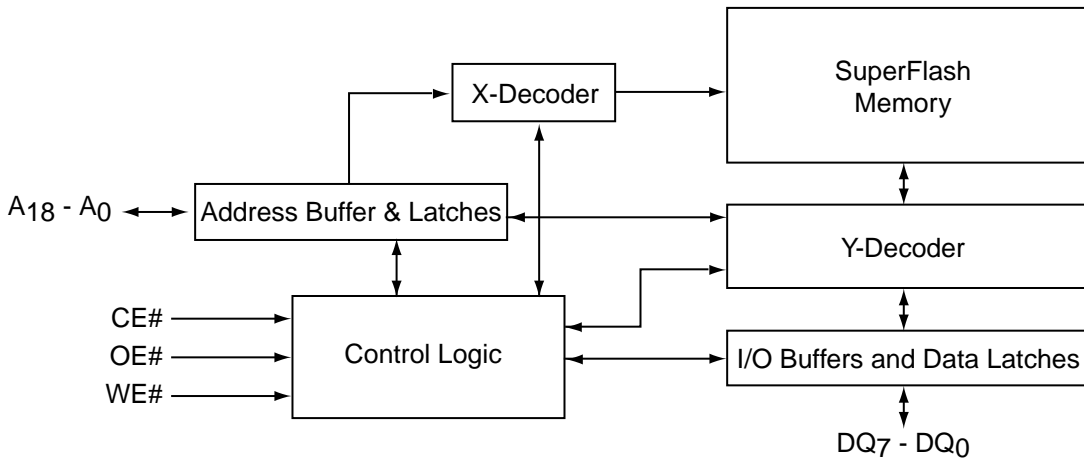 SuperFlash
Memory
X-Decoder
A18 - A0
Address Buffer & Latches
Y-Decoder
CE#
OE#
WE#
Control Logic
I/O Buffers and Data Latches
DQ7 - DQ0